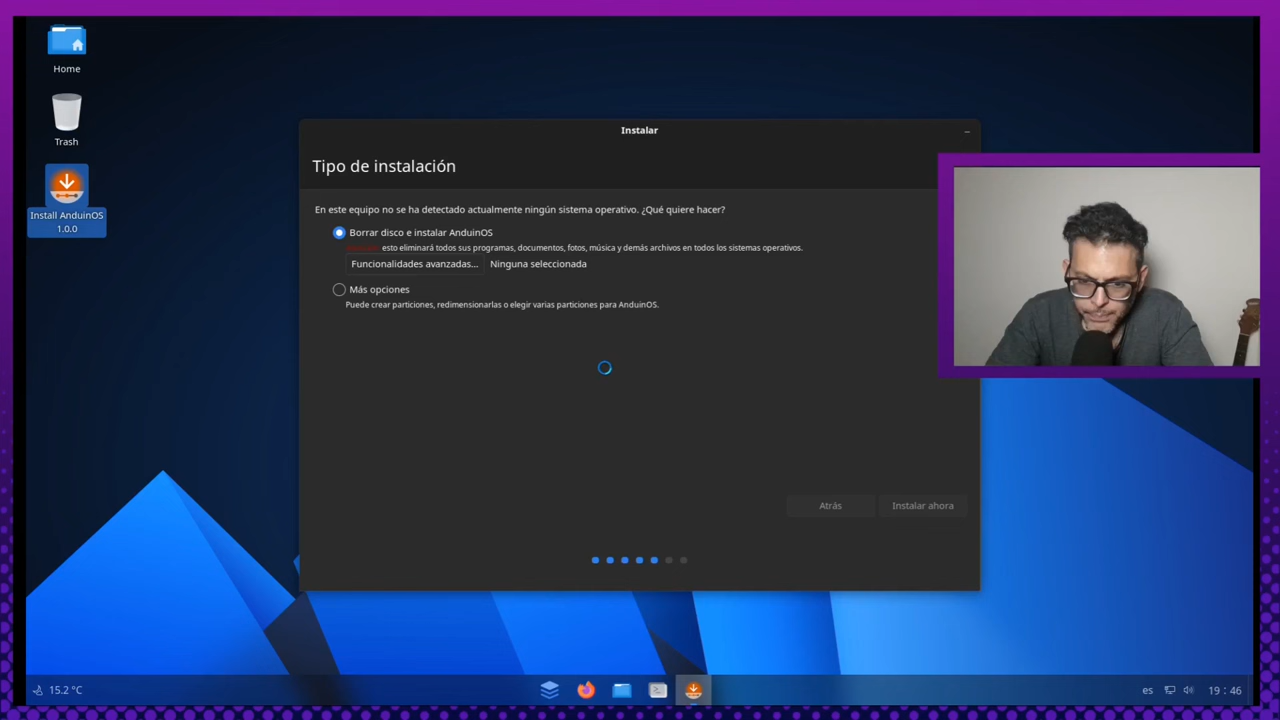 Home
Trash
Install AnduinOS
1.0.0
Instalar
Tipo de instalación
En este equipo no se ha detectado actualmente ningún sistema operativo. ¿Qué quiere hacer?
Borrar disco e instalar AnduinOS
esto eliminará todos sus programas, documentos, fotos, música y demás archivos en todos los sistemas operativos.
Funcionalidades avanzadas... Ninguna seleccionada
Más opciones
Puede crear particiones, redimensionarlas o elegir varias particiones para AnduinOS.
Atrás Instalar ahora
15.2 °C es 19 : 46